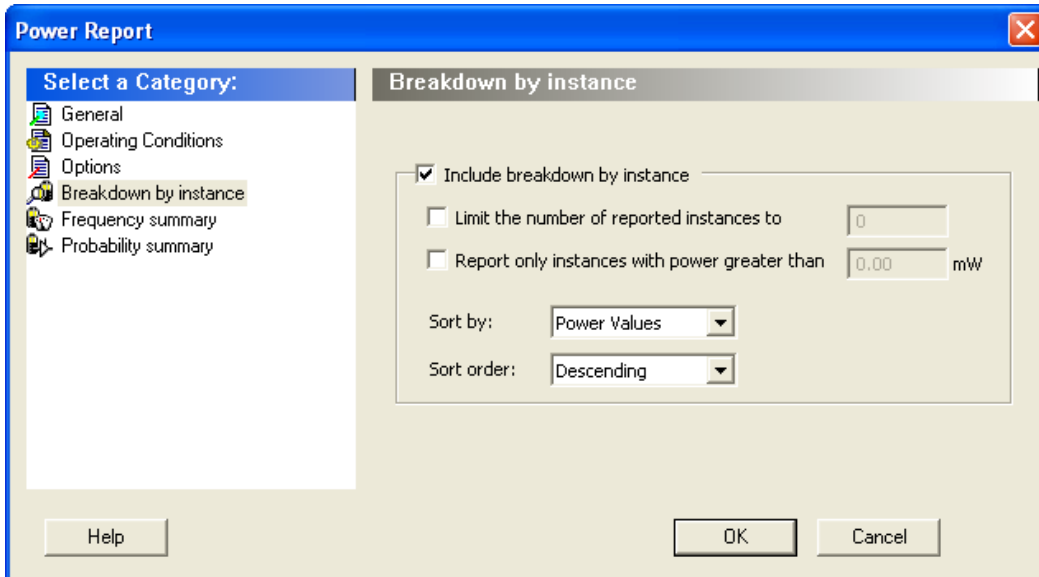 Power Report
Select a Category:
General
Operating Conditions
Options
Breakdown by instance
Frequency summary
Probability summary
Breakdown by instance
Include breakdown by instance
Limit the number of reported instances to 0
Report only instances with power greater than 0.00 mW
Sort by: Power Values
Sort order: Descending
Help
OK
Cancel